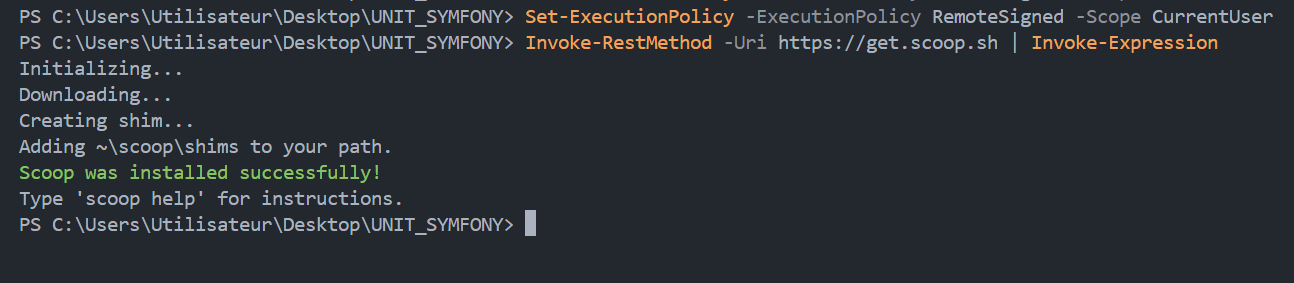 PS C:\Users\Utilisateur\Desktop\UNIT_SYMFONY> Set-ExecutionPolicy -ExecutionPolicy RemoteSigned -Scope CurrentUser
PS C:\Users\Utilisateur\Desktop\UNIT_SYMFONY> Invoke-RestMethod -Uri https://get.scoop.sh | Invoke-Expression
Initializing...
Downloading...
Creating shim...
Adding ~\scoop\shims to your path.
Scoop was installed successfully!
Type 'scoop help' for instructions.
PS C:\Users\Utilisateur\Desktop\UNIT_SYMFONY>